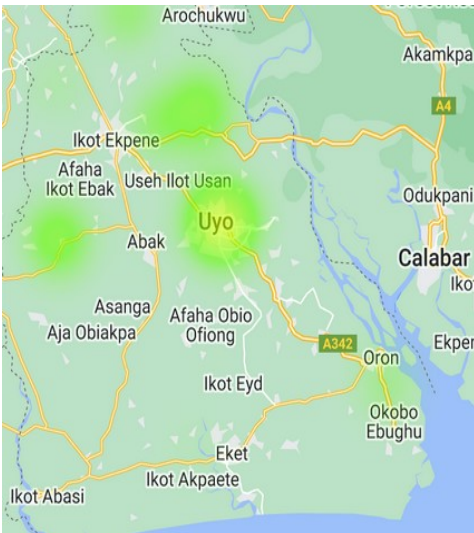 Arochukwu
Akamkpa
A4
Ikot Ekpene
Afaha
Ikot Ebak
Useh Ilot Usan
Odukpani
Uyo
Abak
Calabar
Asanga
Afaha Obio
Ofiong
Aja Obiakpa
A342
Oron
Ikot Eyd
Okobo
Ebughu
Eket
Ikot Akpaete
Ikot Abasi